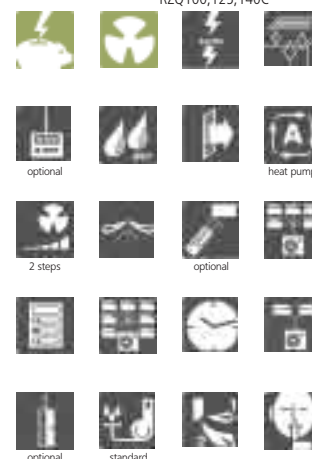 RZQ100,125,140C
optional
heat pump
2 steps
optional
optional
standard